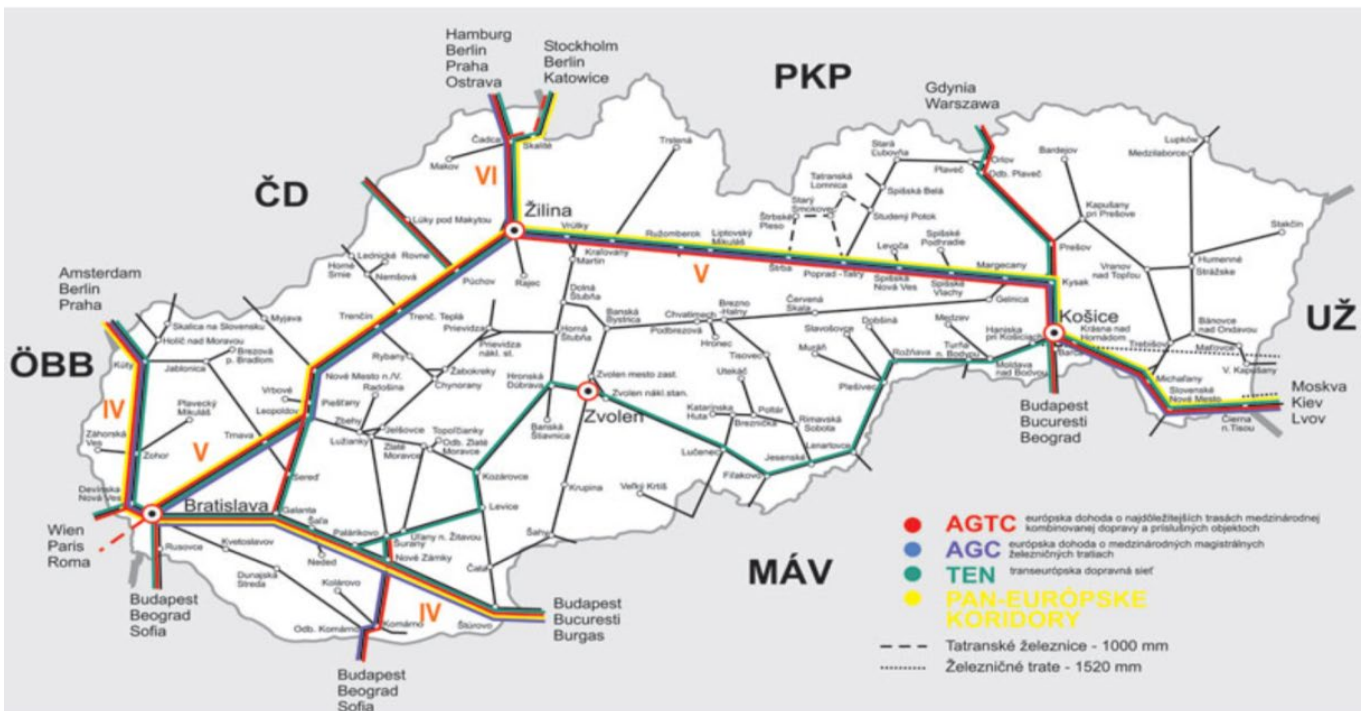 Hamburg
Berlin
Praha
Ostrava
Stockholm
Berlin
Katowice
PKP
Gdynia
Warszawa
ČD
ÖBB
UŽ
MÁV
Amsterdam
Berlin
Praha
Wien
Paris
Roma
Budapest
Beograd
Sofia
Budapest
Beograd
Sofia
Budapest
Bucuresti
Burgas
Budapest
Bucuresti
Beograd
Moskva
Kiev
Lvov
VI
V
IV
V
IV
Čadca
Skalité
Makov
Trstená
Žilina
Vrútky
Kraľovany
Martin
Ružomberok
Liptovský
Mikuláš
Rajec
Lúky pod Makytou
Púchov
Lednické Rovne
Horné
Srnie
Nemšová
Trenčín
Trenč. Teplá
Myjava
Skalica na Slovensku
Holíč nad Moravou
Brezová
p. Bradlom
Jablonica
Kúty
Plavecký
Mikuláš
Záhorská
Ves
Zohor
Devínska
Nová Ves
Bratislava
Rusovce
Kvetoslavov
Dunajská
Streda
Trnava
Leopoldov
Vrbové
Piešťany
Nové Mesto n./V.
Sereď
Galanta
Šaľa
Neded
Palárikovo
Šurany
Nové Zámky
Úľany n. Žitavou
Kolárovo
Komárno
Odb. Komárno
Štúrovo
Čata
Šahy
Levice
Kozárovce
Krupina
Veľký Krtíš
Zbehy
Lužianky
Jelšovce
Radošina
Rybany
Chynorany
Žabokreky
Prievidza
Prievidza
nákl. st.
Topoľčianky
Odb. Zlaté
Moravce
Zlaté
Moravce
Horná
Štubňa
Dolná
Štubňa
Hronská
Dúbrava
Banská
Štiavnica
Banská
Bystrica
Zvolen mesto zast.
Zvolen nákl.stan.
Zvolen
Podbrezová
Chvatimech
Hronec
Brezno
-Halny
Červená
Skala
Tisovec
Utekáč
Katarínska
Huta
Poltár
Breznička
Lučenec
Fiľakovo
Rimavská
Sobota
Jesenské
Lenartovce
Slavošovce
Muráň
Dobšiná
Plešivec
Rožňava
Medzev
Turňa
n. Bodvou
Moldava
nad Bodvou
Haniska
pri Košiciach
Košice
Barca
Krásna nad
Hornádom
Kysak
Margecany
Gelnica
Spišské
Vlachy
Spišské
Podhradie
Levoča
Spišská
Nová Ves
Poprad -Tatry
Štrba
Štrbské
Pleso
Starý
Smokovec
Tatranská
Lomnica
Studený Potok
Spišská Belá
Stará
Ľubovňa
Plaveč
Orlov
Odb. Plaveč
Bardejov
Kapušany
pri Prešove
Prešov
Lupków
Medzilaborce
Stakčín
Humenné
Strážske
Vranov
nad Topľou
Bánovce
nad Ondavou
Trebišov
Maťovce
V. Kapušany
Michaľany
Slovenské
Nové Mesto
Čierna
n.Tisou
AGTC európska dohoda o najdôležitejších trasách medzinárodnej
kombinovanej dopravy a príslušných objektoch
AGC európska dohoda o medzinárodných magistrálnych
železničných tratiach
TEN transeurópska dopravná sieť
PAN-EURÓPSKE
KORIDORY
Tatranské železnice - 1000 mm
Železničné trate - 1520 mm